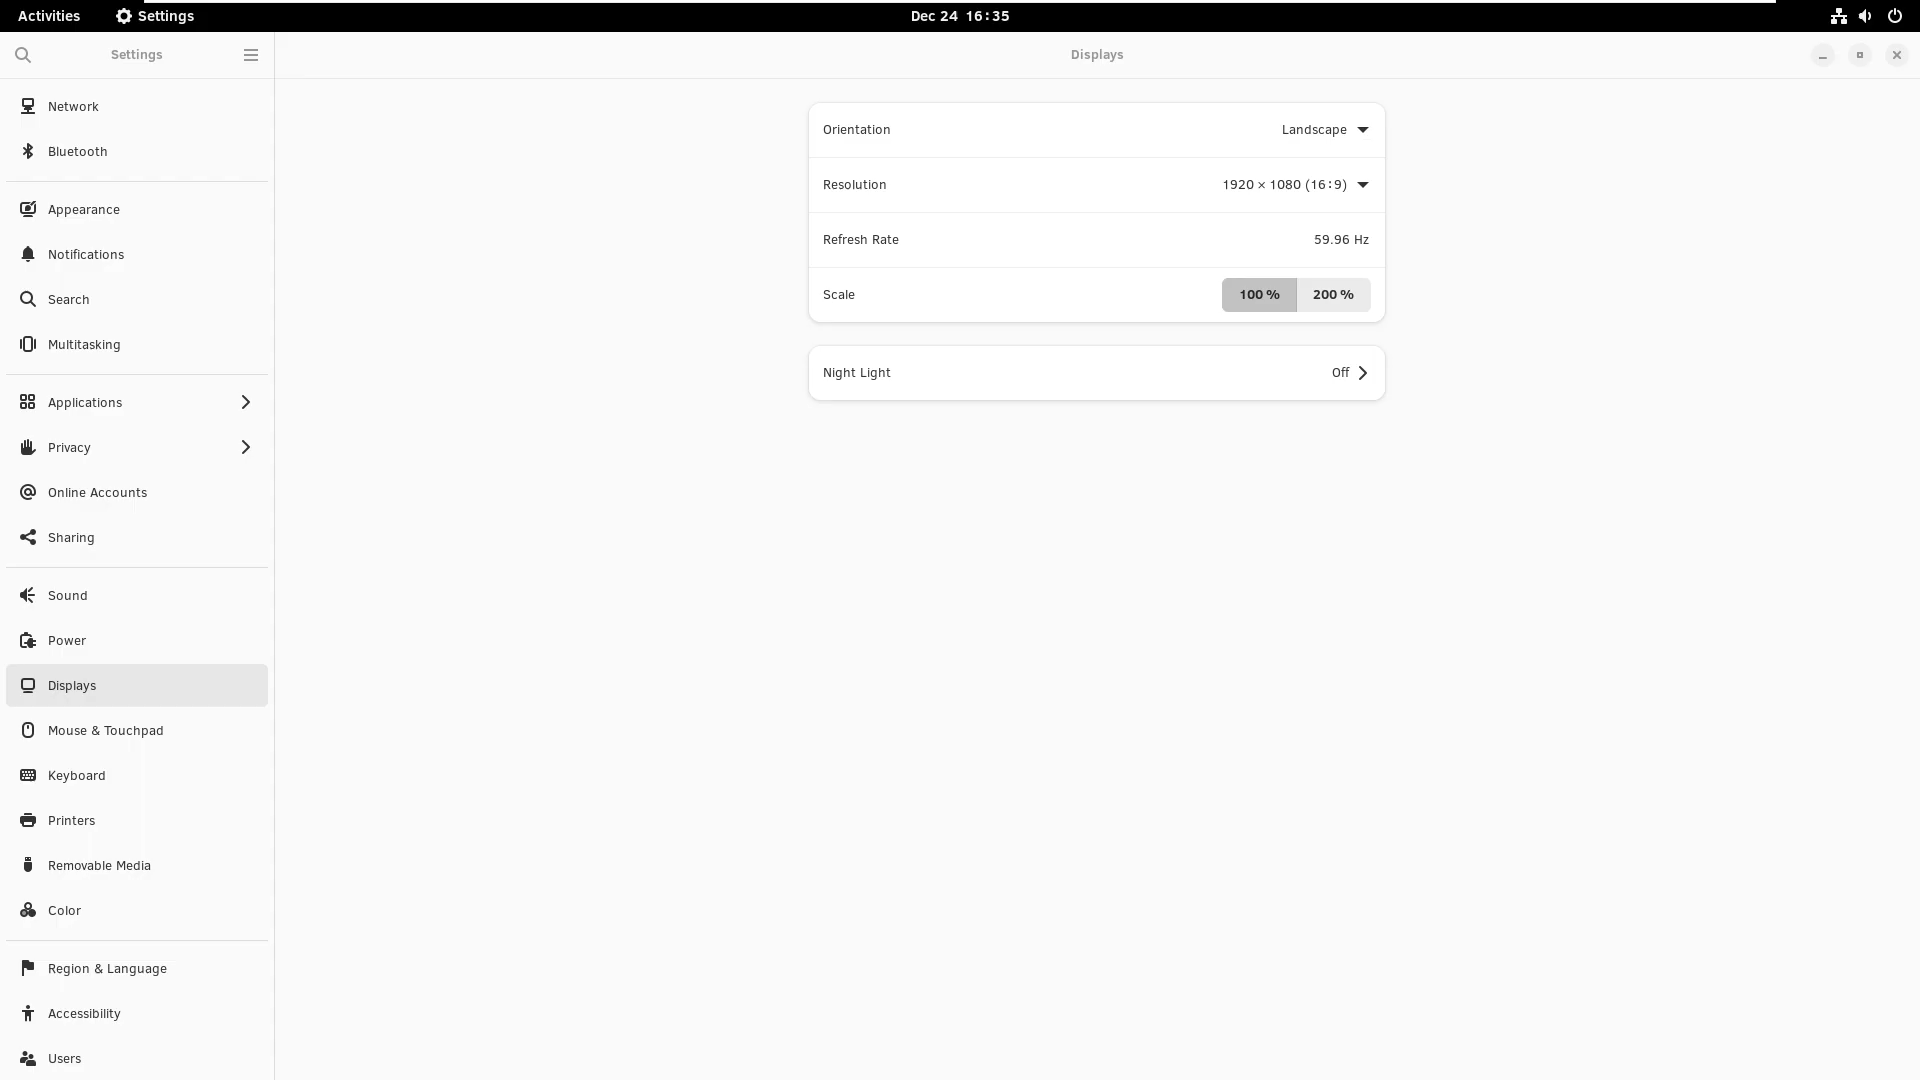 Activities
Settings
Dec 24 16:35
Settings
Displays
Network
Bluetooth
Appearance
Notifications
Search
Multitasking
Applications
Privacy
Online Accounts
Sharing
Sound
Power
Displays
Mouse & Touchpad
Keyboard
Printers
Removable Media
Color
Region & Language
Accessibility
Users
Orientation Landscape
Resolution 1920 × 1080 (16:9)
Refresh Rate 59.96 Hz
Scale 100 % 200 %
Night Light Off